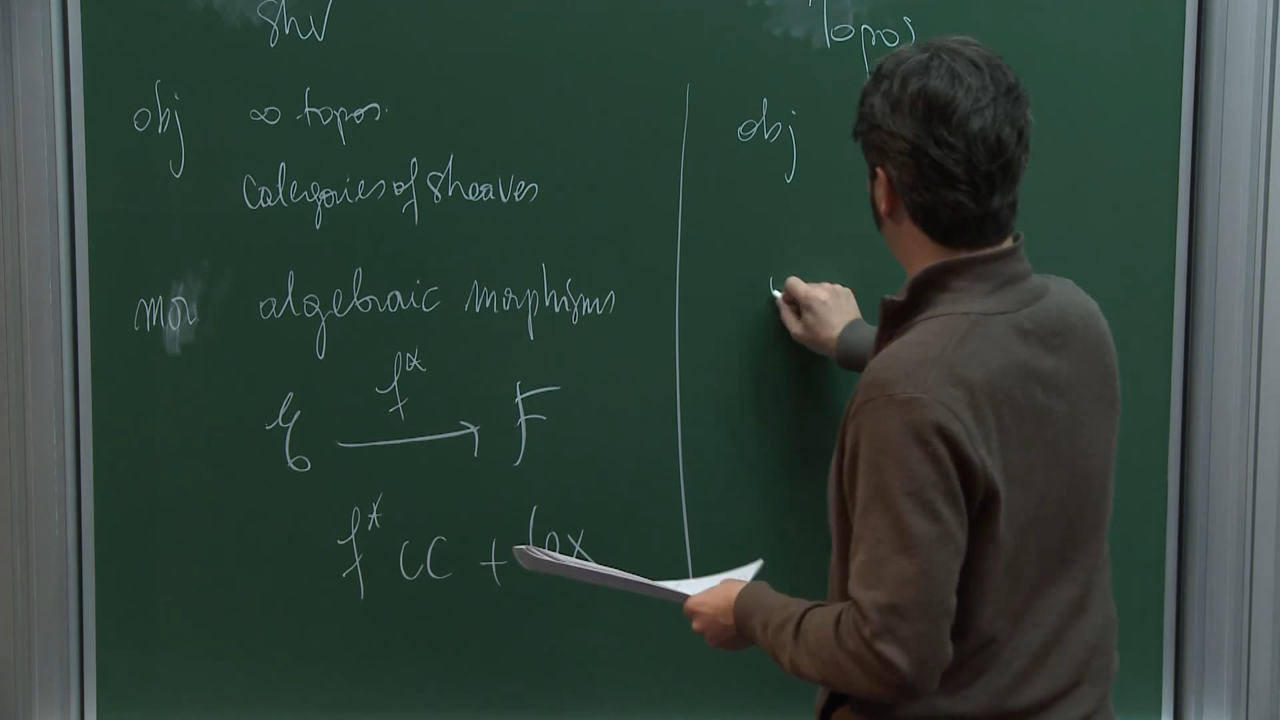 Shv
obj ∞ topos.
Categories of sheaves
mor algebraic morphisms
f*
E → F
f* CC + lex
Topos
obj